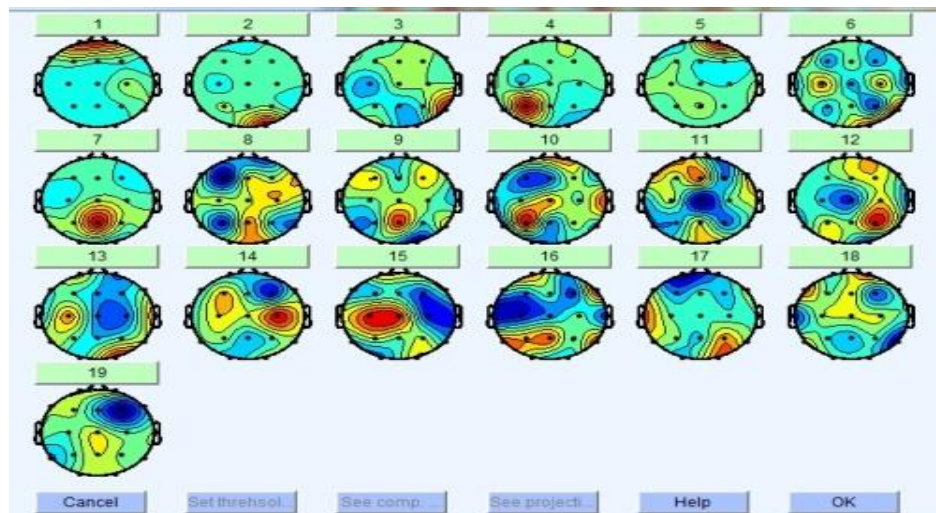 1 2 3 4 5 6
7 8 9 10 11 12
13 14 15 16 17 18
19
Cancel Set threhsol... See comp. ... See projecti... Help OK